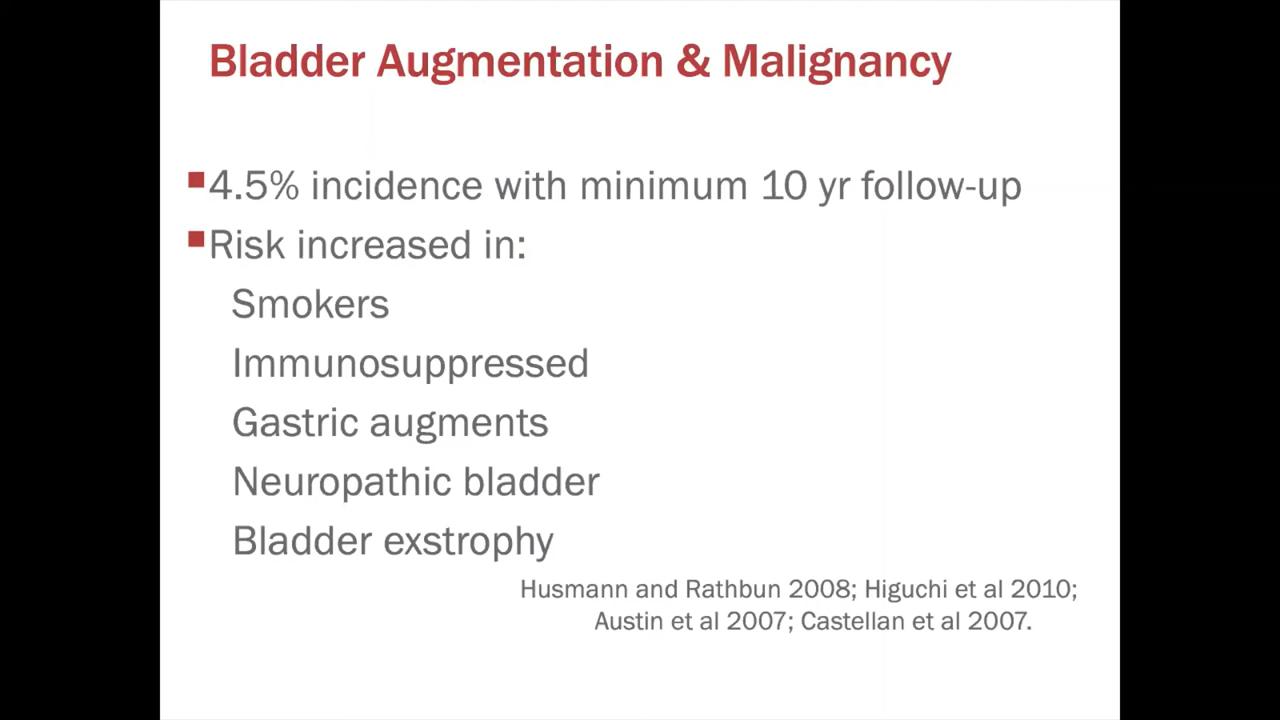 Bladder Augmentation & Malignancy
▪4.5% incidence with minimum 10 yr follow-up
▪Risk increased in:
Smokers
Immunosuppressed
Gastric augments
Neuropathic bladder
Bladder exstrophy
Husmann and Rathbun 2008; Higuchi et al 2010;
Austin et al 2007; Castellan et al 2007.